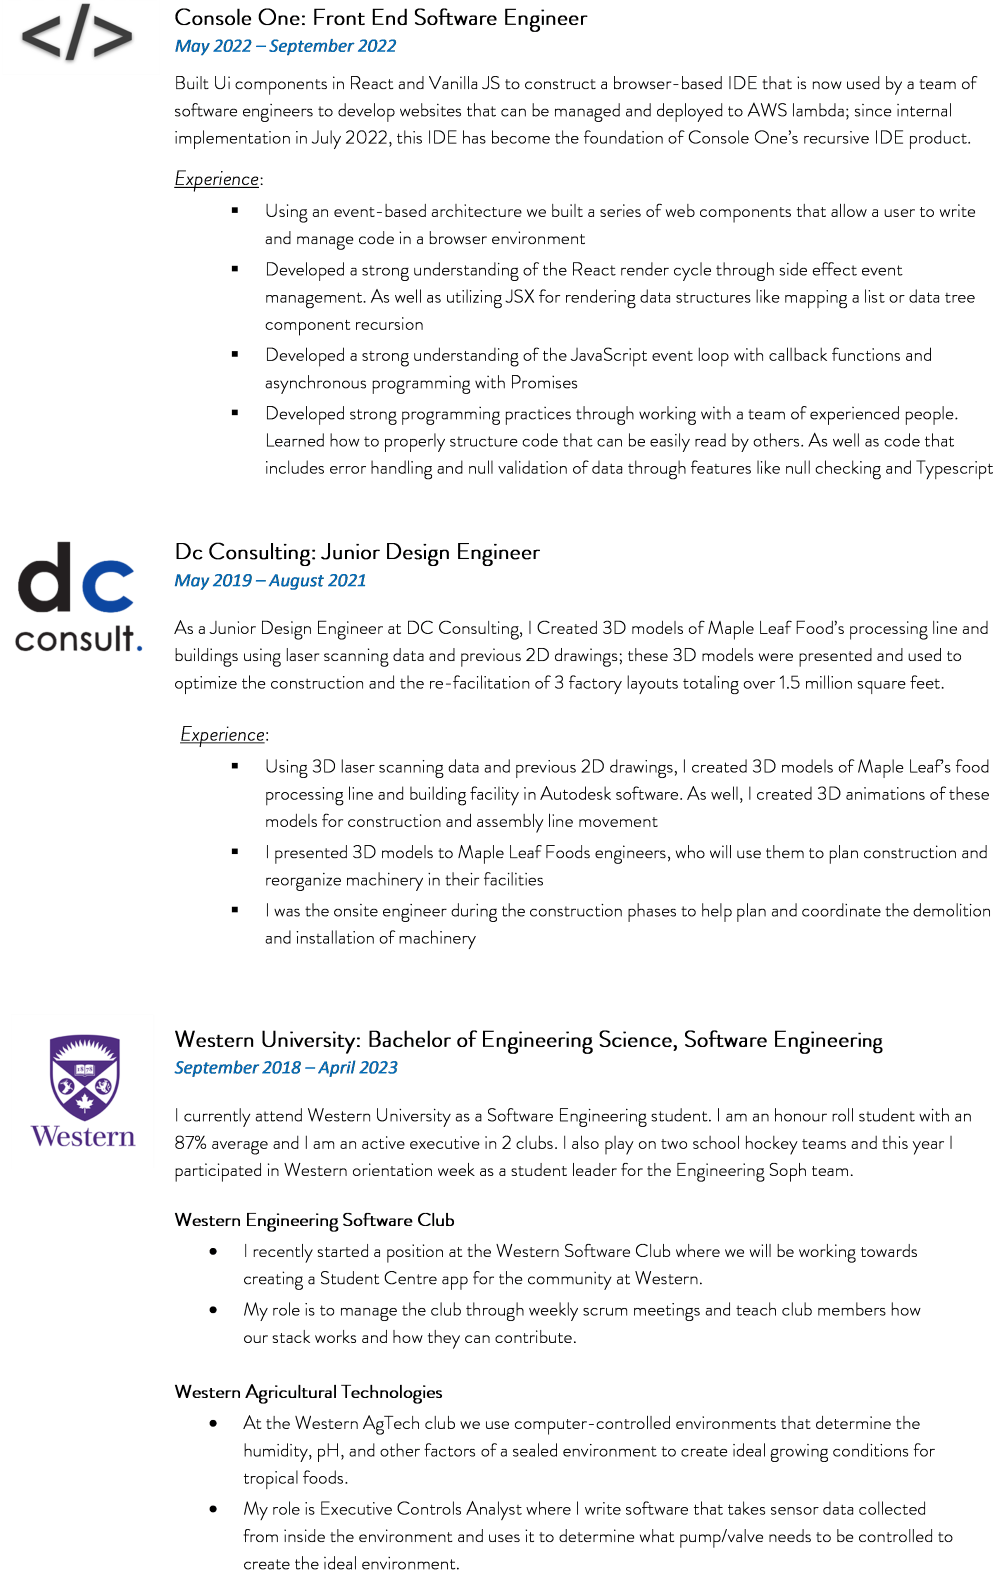 </>
Console One: Front End Software Engineer
May 2022 – September 2022
Built Ui components in React and Vanilla JS to construct a browser-based IDE that is now used by a team of
software engineers to develop websites that can be managed and deployed to AWS lambda; since internal
implementation in July 2022, this IDE has become the foundation of Console One's recursive IDE product.
Experience:
▪ Using an event-based architecture we built a series of web components that allow a user to write
and manage code in a browser environment
▪ Developed a strong understanding of the React render cycle through side effect event
management. As well as utilizing JSX for rendering data structures like mapping a list or data tree
component recursion
▪ Developed a strong understanding of the JavaScript event loop with callback functions and
asynchronous programming with Promises
▪ Developed strong programming practices through working with a team of experienced people.
Learned how to properly structure code that can be easily read by others. As well as code that
includes error handling and null validation of data through features like null checking and Typescript
dc
consult.
Dc Consulting: Junior Design Engineer
May 2019 – August 2021
As a Junior Design Engineer at DC Consulting, I Created 3D models of Maple Leaf Food's processing line and
buildings using laser scanning data and previous 2D drawings; these 3D models were presented and used to
optimize the construction and the re-facilitation of 3 factory layouts totaling over 1.5 million square feet.
Experience:
▪ Using 3D laser scanning data and previous 2D drawings, I created 3D models of Maple Leaf's food
processing line and building facility in Autodesk software. As well, I created 3D animations of these
models for construction and assembly line movement
▪ I presented 3D models to Maple Leaf Foods engineers, who will use them to plan construction and
reorganize machinery in their facilities
▪ I was the onsite engineer during the construction phases to help plan and coordinate the demolition
and installation of machinery
1878
Western
Western University: Bachelor of Engineering Science, Software Engineering
September 2018 – April 2023
I currently attend Western University as a Software Engineering student. I am an honour roll student with an
87% average and I am an active executive in 2 clubs. I also play on two school hockey teams and this year I
participated in Western orientation week as a student leader for the Engineering Soph team.
Western Engineering Software Club
• I recently started a position at the Western Software Club where we will be working towards
creating a Student Centre app for the community at Western.
• My role is to manage the club through weekly scrum meetings and teach club members how
our stack works and how they can contribute.
Western Agricultural Technologies
• At the Western AgTech club we use computer-controlled environments that determine the
humidity, pH, and other factors of a sealed environment to create ideal growing conditions for
tropical foods.
• My role is Executive Controls Analyst where I write software that takes sensor data collected
from inside the environment and uses it to determine what pump/valve needs to be controlled to
create the ideal environment.